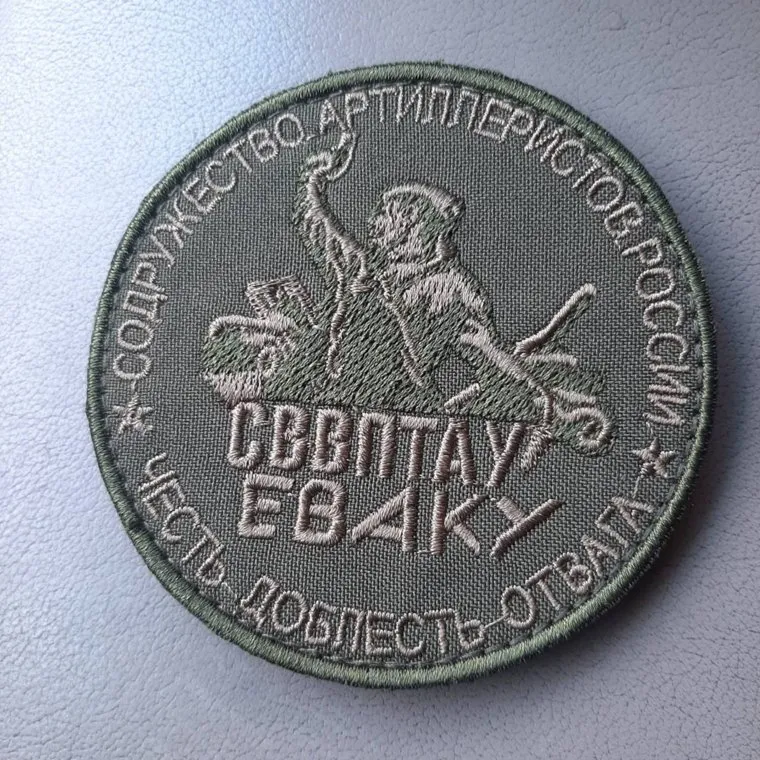 СОДРУЖЕСТВО АРТИЛЛЕРИСТОВ РОССИИ
СВВПТАУ
ЕВАКУ
ЧЕСТЬ ДОБЛЕСТЬ ОТВАГА